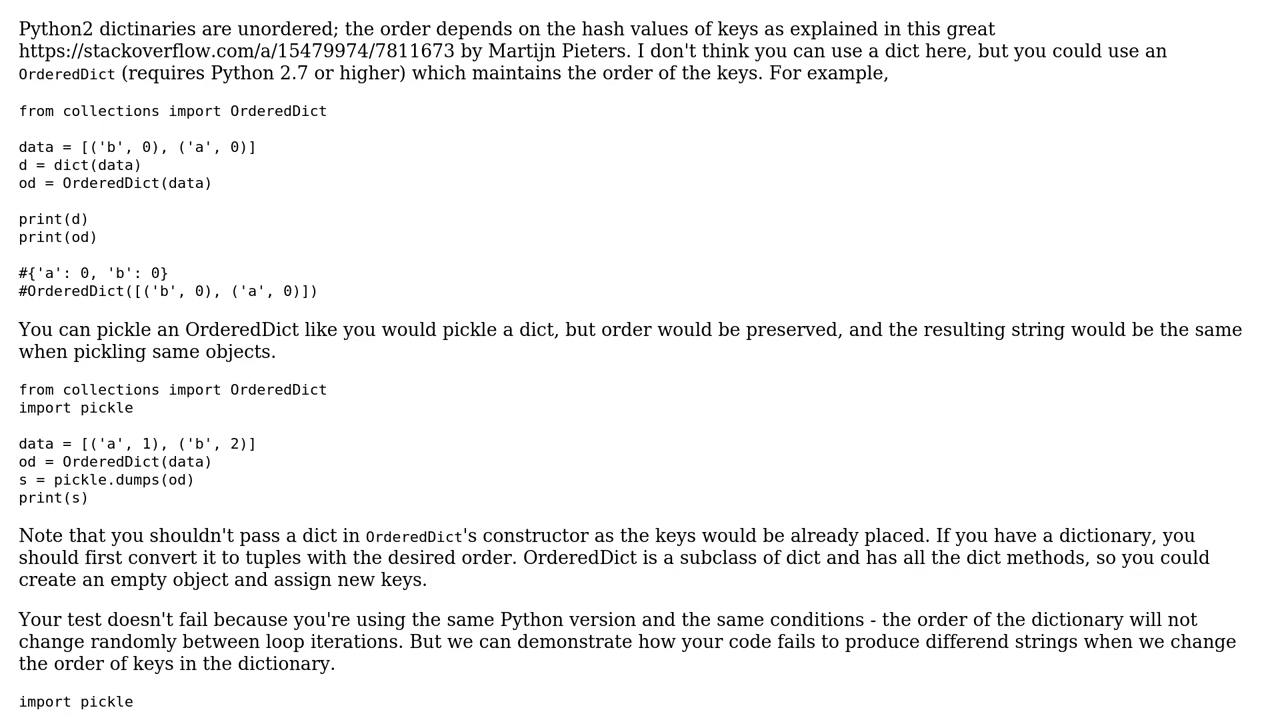 Python2 dictinaries are unordered; the order depends on the hash values of keys as explained in this great
https://stackoverflow.com/a/15479974/7811673 by Martijn Pieters. I don't think you can use a dict here, but you could use an
OrderedDict (requires Python 2.7 or higher) which maintains the order of the keys. For example,
from collections import OrderedDict
data = [('b', 0), ('a', 0)]
d = dict(data)
od = OrderedDict(data)
print(d)
print(od)
#{'a': 0, 'b': 0}
#OrderedDict([('b', 0), ('a', 0)])
You can pickle an OrderedDict like you would pickle a dict, but order would be preserved, and the resulting string would be the same
when pickling same objects.
from collections import OrderedDict
import pickle
data = [('a', 1), ('b', 2)]
od = OrderedDict(data)
s = pickle.dumps(od)
print(s)
Note that you shouldn't pass a dict in OrderedDict's constructor as the keys would be already placed. If you have a dictionary, you
should first convert it to tuples with the desired order. OrderedDict is a subclass of dict and has all the dict methods, so you could
create an empty object and assign new keys.
Your test doesn't fail because you're using the same Python version and the same conditions - the order of the dictionary will not
change randomly between loop iterations. But we can demonstrate how your code fails to produce differend strings when we change
the order of keys in the dictionary.
import pickle